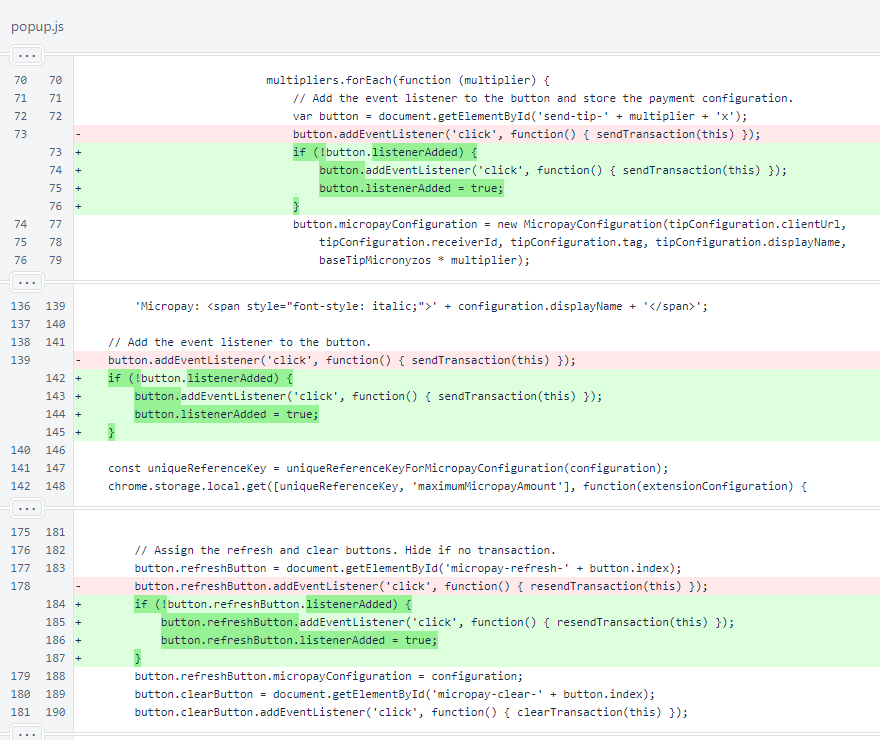 popup.js
...
70 70 multipliers.forEach(function (multiplier) {
71 71 // Add the event listener to the button and store the payment configuration.
72 72 var button = document.getElementById('send-tip-' + multiplier + 'x');
73 - button.addEventListener('click', function() { sendTransaction(this) });
73 + if (!button.listenerAdded) {
74 + button.addEventListener('click', function() { sendTransaction(this) });
75 + button.listenerAdded = true;
76 + }
74 77 button.micropayConfiguration = new MicropayConfiguration(tipConfiguration.clientUrl,
75 78 tipConfiguration.receiverId, tipConfiguration.tag, tipConfiguration.displayName,
76 79 baseTipMicronyzos * multiplier);
...
136 139 'Micropay: <span style="font-style: italic;">' + configuration.displayName + '</span>';
137 140
138 141 // Add the event listener to the button.
139 - button.addEventListener('click', function() { sendTransaction(this) });
142 + if (!button.listenerAdded) {
143 + button.addEventListener('click', function() { sendTransaction(this) });
144 + button.listenerAdded = true;
145 + }
140 146
141 147 const uniqueReferenceKey = uniqueReferenceKeyForMicropayConfiguration(configuration);
142 148 chrome.storage.local.get([uniqueReferenceKey, 'maximumMicropayAmount'], function(extensionConfiguration) {
...
175 181
176 182 // Assign the refresh and clear buttons. Hide if no transaction.
177 183 button.refreshButton = document.getElementById('micropay-refresh-' + button.index);
178 - button.refreshButton.addEventListener('click', function() { resendTransaction(this) });
184 + if (!button.refreshButton.listenerAdded) {
185 + button.refreshButton.addEventListener('click', function() { resendTransaction(this) });
186 + button.refreshButton.listenerAdded = true;
187 + }
179 188 button.refreshButton.micropayConfiguration = configuration;
180 189 button.clearButton = document.getElementById('micropay-clear-' + button.index);
181 190 button.clearButton.addEventListener('click', function() { clearTransaction(this) });
...